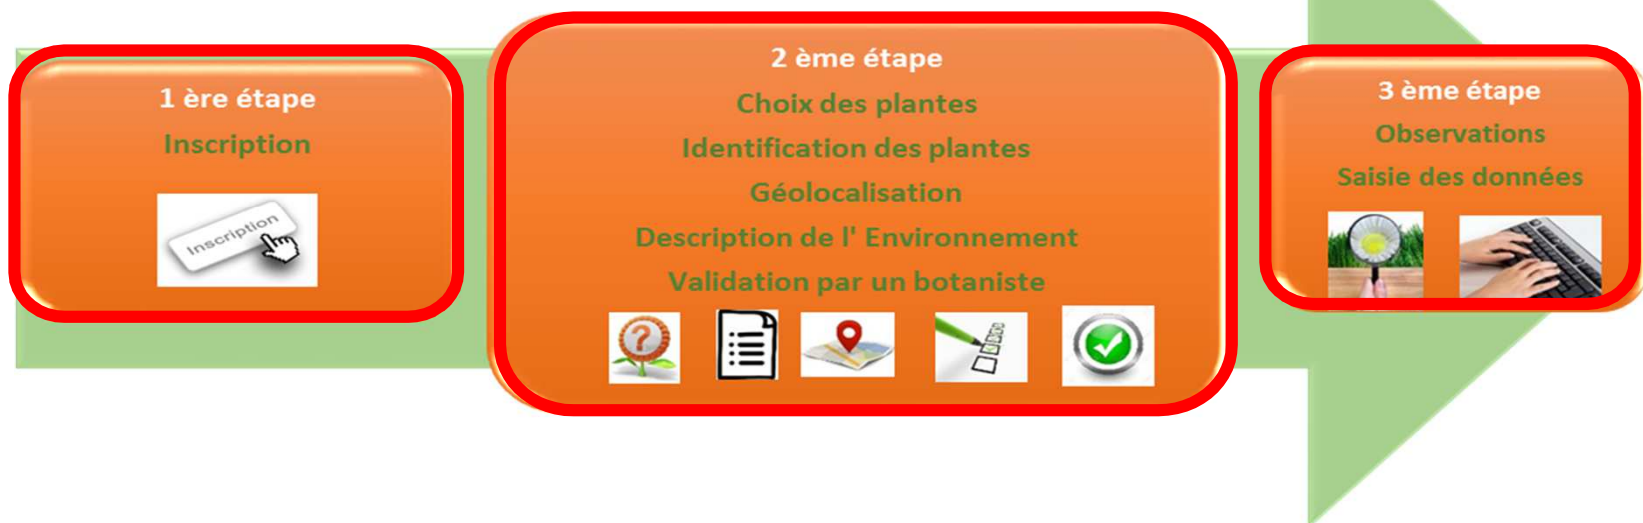 1 ère étape
Inscription
Inscription
2 ème étape
Choix des plantes
Identification des plantes
Géolocalisation
Description de l' Environnement
Validation par un botaniste
?
3 ème étape
Observations
Saisie des données